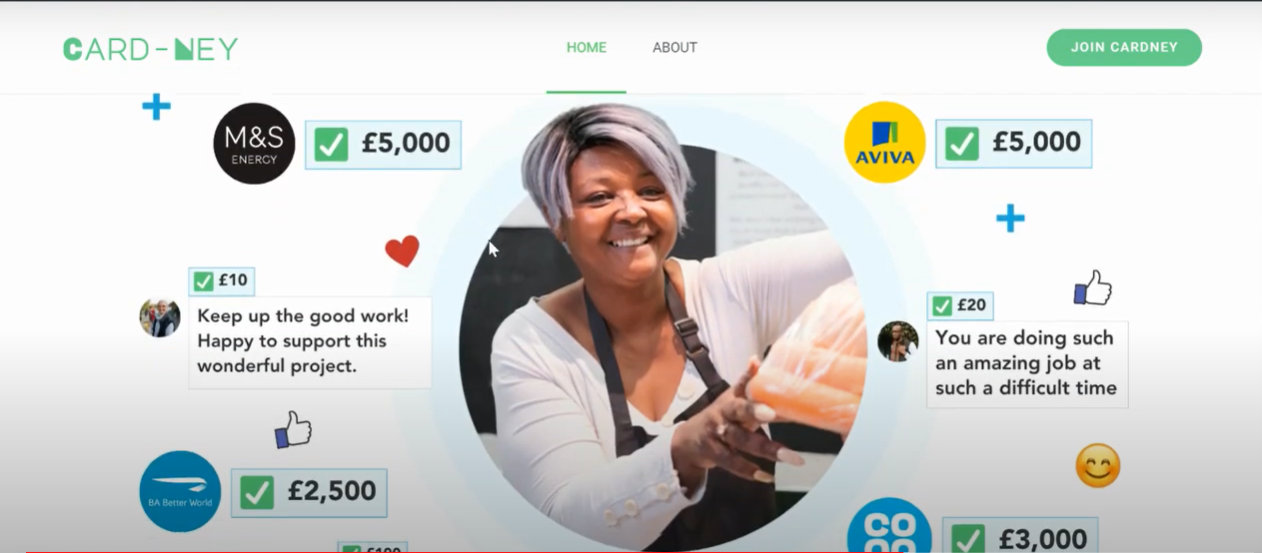 CARD-NEY
HOME
ABOUT
JOIN CARDNEY
M&S
ENERGY
£5,000
AVIVA
£5,000
£10
Keep up the good work!
Happy to support this
wonderful project.
£20
You are doing such
an amazing job at
such a difficult time
BA Better World
£2,500
CO
£3,000